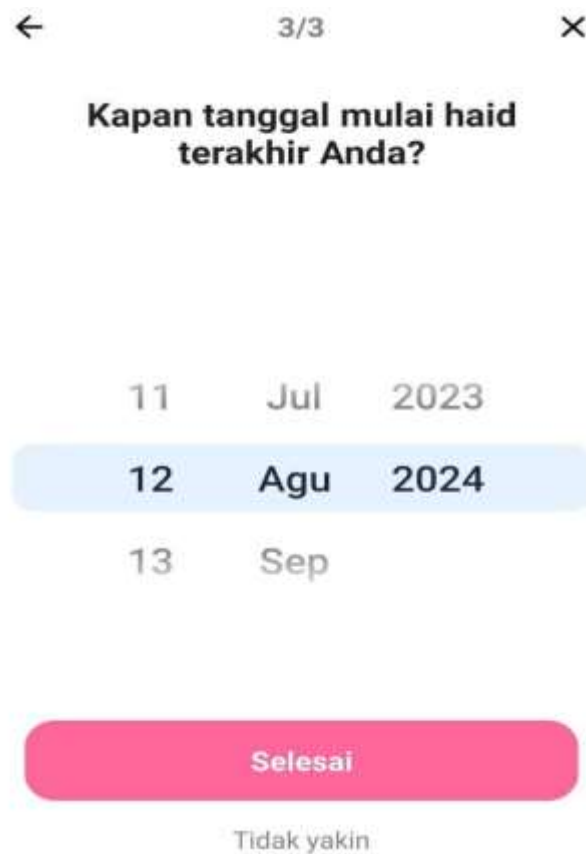 3/3
Kapan tanggal mulai haid
terakhir Anda?
11 Jul 2023
12 Agu 2024
13 Sep
Selesai
Tidak yakin